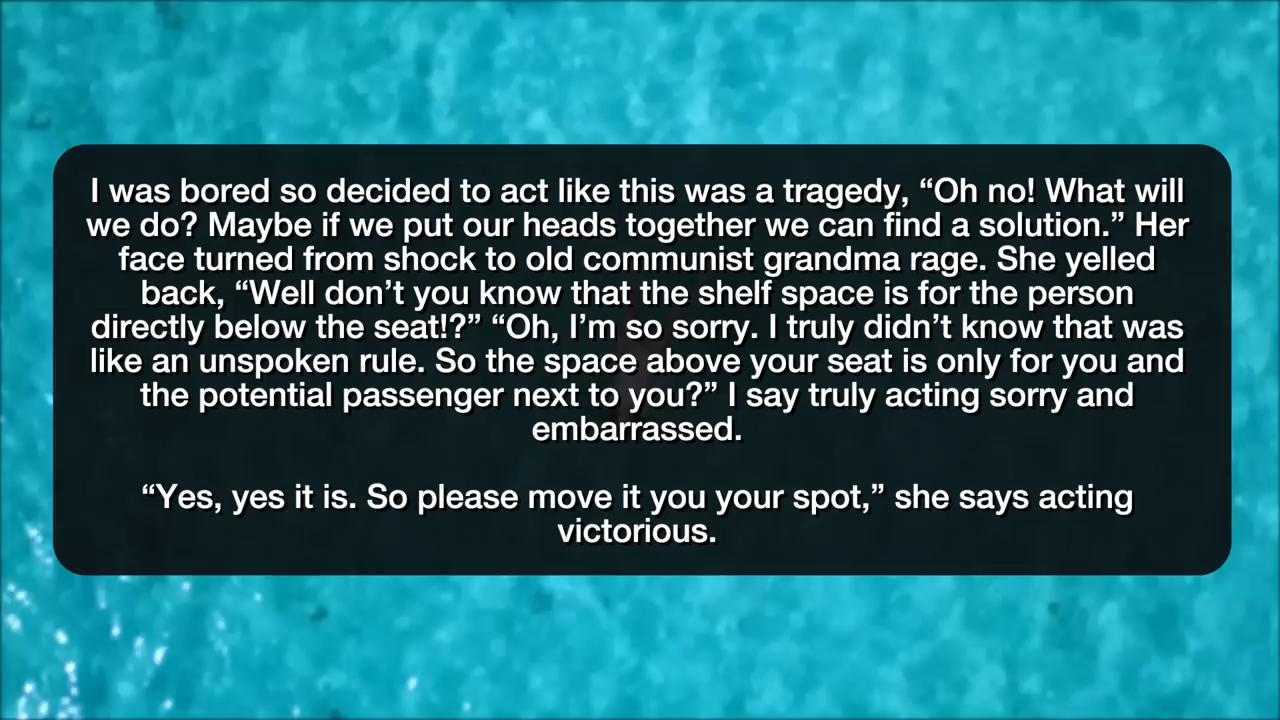 I was bored so decided to act like this was a tragedy, “Oh no! What will
we do? Maybe if we put our heads together we can find a solution.” Her
face turned from shock to old communist grandma rage. She yelled
back, “Well don’t you know that the shelf space is for the person
directly below the seat!?” “Oh, I’m so sorry. I truly didn’t know that was
like an unspoken rule. So the space above your seat is only for you and
the potential passenger next to you?” I say truly acting sorry and
embarrassed.
“Yes, yes it is. So please move it you your spot,” she says acting
victorious.